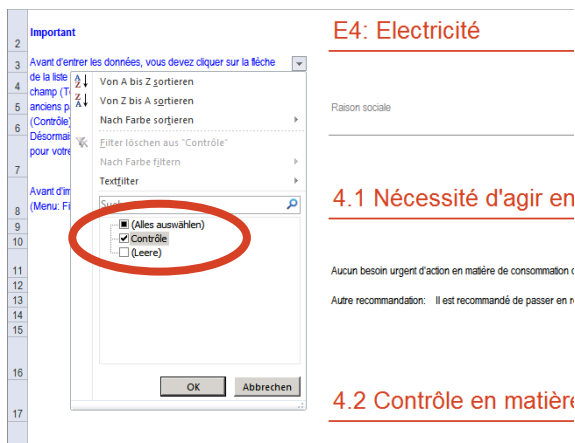 2
3
4
5
6
7
8
9
10
11
12
13
14
15
16
17
Important
Avant d'entrer les données, vous devez cliquer sur la flèche
de la liste
champ
anciens
(Contrôle)
Désormai
pour votre
Avant d'im
(Menu: Fi
Von A bis Z sortieren
Von Z bis A sortieren
Nach Farbe sortieren
Filter löschen aus "Contrôle"
Nach Farbe filtern
Textfilter
(Alles auswählen)
Contrôle
(Leere)
OK
Abbrechen
E4: Electricité
Raison sociale
4.1 Nécessité d'agir en
Aucun besoin urgent d'action en matière de consommation
Autre recommandation: Il est recommandé de passer en
4.2 Contrôle en matière